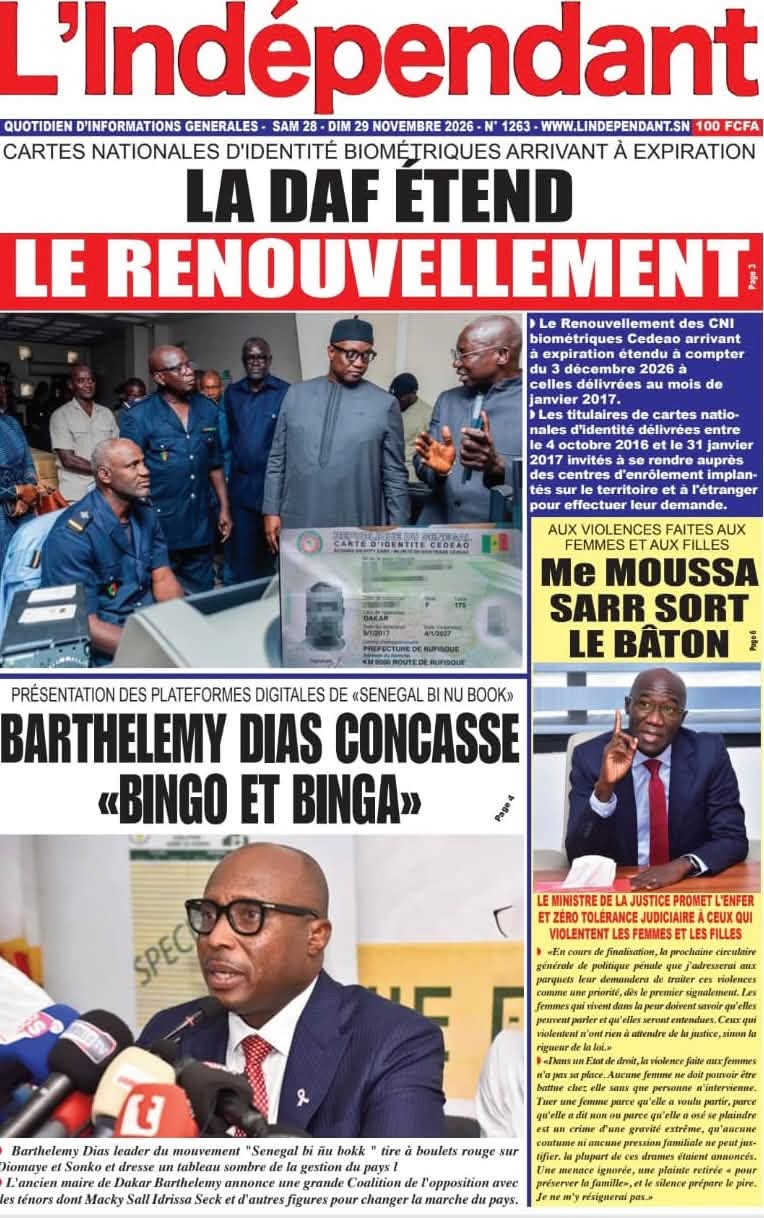 L'Indépendant
QUOTIDIEN D'INFORMATIONS GENERALES - SAM 28 - DIM 29 NOVEMBRE 2026 - N° 1263 - WWW.LINDEPENDANT.SN 100 FCFA
CARTES NATIONALES D'IDENTITÉ BIOMÉTRIQUES ARRIVANT À EXPIRATION
LA DAF ÉTEND
LE RENOUVELLEMENT
Page 3
REPUBLIQUE DU SENEGAL
CARTE D'IDENTITE CEDEAO
F 175
DAKAR
5/1/2017 4/1/2027
PREFECTURE DE RUFISQUE
KM 0000 ROUTE DE RUFISQUE
Le Renouvellement des CNI
biométriques Cedeao arrivant
à expiration étendu à compter
du 3 décembre 2026 à
celles délivrées au mois de
janvier 2017.
Les titulaires de cartes natio-
nales d'identité délivrées entre
le 4 octobre 2016 et le 31 janvier
2017 invités à se rendre auprès
des centres d'enrôlement implan-
tés sur le territoire et à l'étranger
pour effectuer leur demande.
AUX VIOLENCES FAITES AUX
FEMMES ET AUX FILLES
Me MOUSSA
SARR SORT
LE BÂTON
Page 6
LE MINISTRE DE LA JUSTICE PROMET L'ENFER
ET ZÉRO TOLÉRANCE JUDICIAIRE À CEUX QUI
VIOLENTENT LES FEMMES ET LES FILLES
«En cours de finalisation, la prochaine circulaire
générale de politique pénale que j'adresserai aux
parquets leur demandera de traiter ces violences
comme une priorité, dès le premier signalement. Les
femmes qui vivent dans la peur doivent savoir qu'elles
peuvent parler et qu'elles seront entendues. Ceux qui
violentent n'ont rien à attendre de la justice, sinon la
rigueur de la loi.»
«Dans un Etat de droit, la violence faite aux femmes
n'a pas sa place. Aucune femme ne doit pouvoir être
battue chez elle sans que personne n'intervienne.
Tuer une femme parce qu'elle a voulu partir, parce
qu'elle a dit non ou parce qu'elle a osé se plaindre
est un crime d'une gravité extrême, qu'aucune
coutume ni aucune pression familiale ne peut jus-
tifier. la plupart de ces drames étaient annoncés.
Une menace ignorée, une plainte retirée « pour
préserver la famille», et le silence prépare le pire.
Je ne m'y résignerai pas.»
PRÉSENTATION DES PLATEFORMES DIGITALES DE «SENEGAL BI NU BOOK»
BARTHELEMY DIAS CONCASSE
«BINGO ET BINGA»
Page 4
SPEC
Barthelemy Dias leader du mouvement "Senegal bi ñu bokk " tire à boulets rouge sur
Diomaye et Sonko et dresse un tableau sombre de la gestion du pays l
L'ancien maire de Dakar Barthelemy annonce une grande Coalition de l'opposition avec
des ténors dont Macky Sall Idrissa Seck et d'autres figures pour changer la marche du pays.